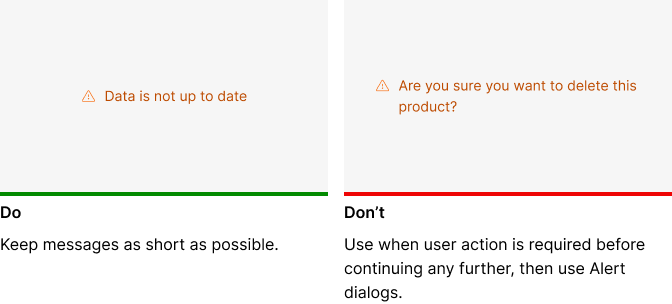 Data is not up to date
Do
Keep messages as short as possible.
Are you sure you want to delete this
product?
Don’t
Use when user action is required before
continuing any further, then use Alert
dialogs.